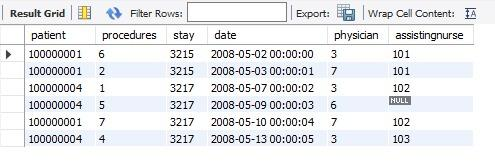 Result Grid Filter Rows: Export: Wrap Cell Content: IA
patient procedures stay date physician assistingnurse
100000001 6 3215 2008-05-02 00:00:00 3 101
100000001 2 3215 2008-05-03 00:00:01 7 101
100000004 1 3217 2008-05-07 00:00:02 3 102
100000004 5 3217 2008-05-09 00:00:03 6 NULL
100000001 7 3217 2008-05-10 00:00:04 7 102
100000004 4 3217 2008-05-13 00:00:05 3 103